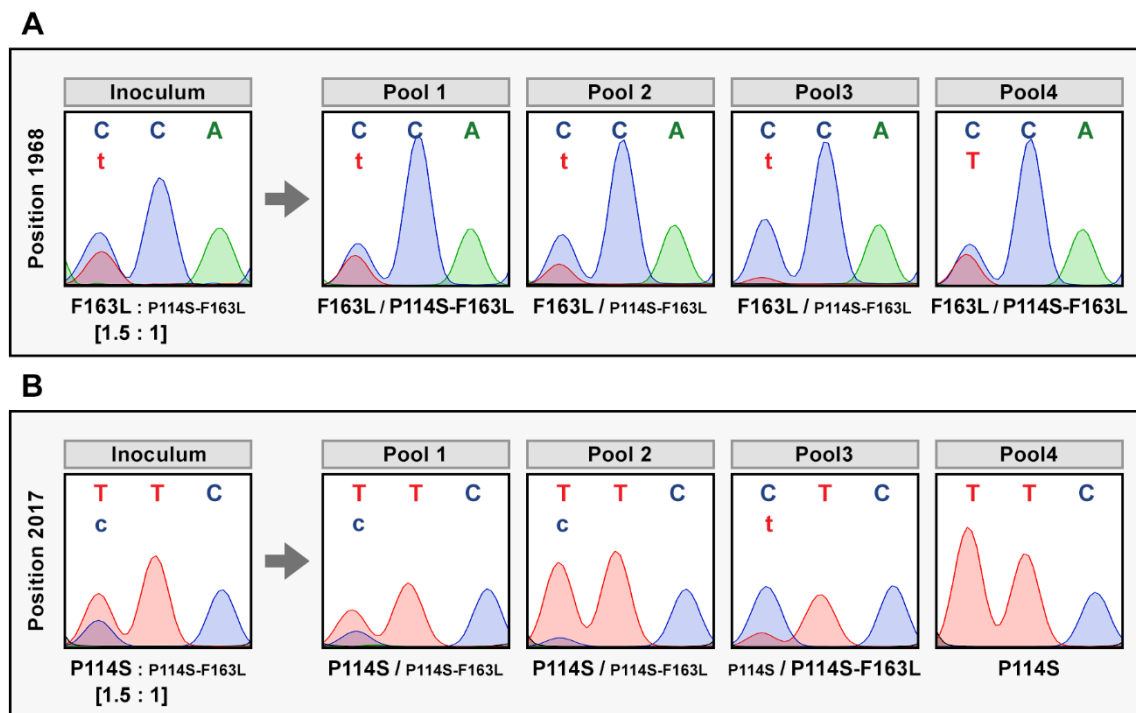 A
Inoculum
Pool 1
Pool 2
Pool3
Pool4
Position 1968
C C A
t
C C A
t
C C A
t
C C A
t
C C A
T
F163L : P114S-F163L
[1.5 : 1]
F163L / P114S-F163L
F163L / P114S-F163L
F163L / P114S-F163L
F163L / P114S-F163L
B
Inoculum
Pool 1
Pool 2
Pool3
Pool4
Position 2017
T T C
c
T T C
c
T T C
c
C T C
t
T T C
P114S : P114S-F163L
[1.5 : 1]
P114S / P114S-F163L
P114S / P114S-F163L
P114S / P114S-F163L
P114S